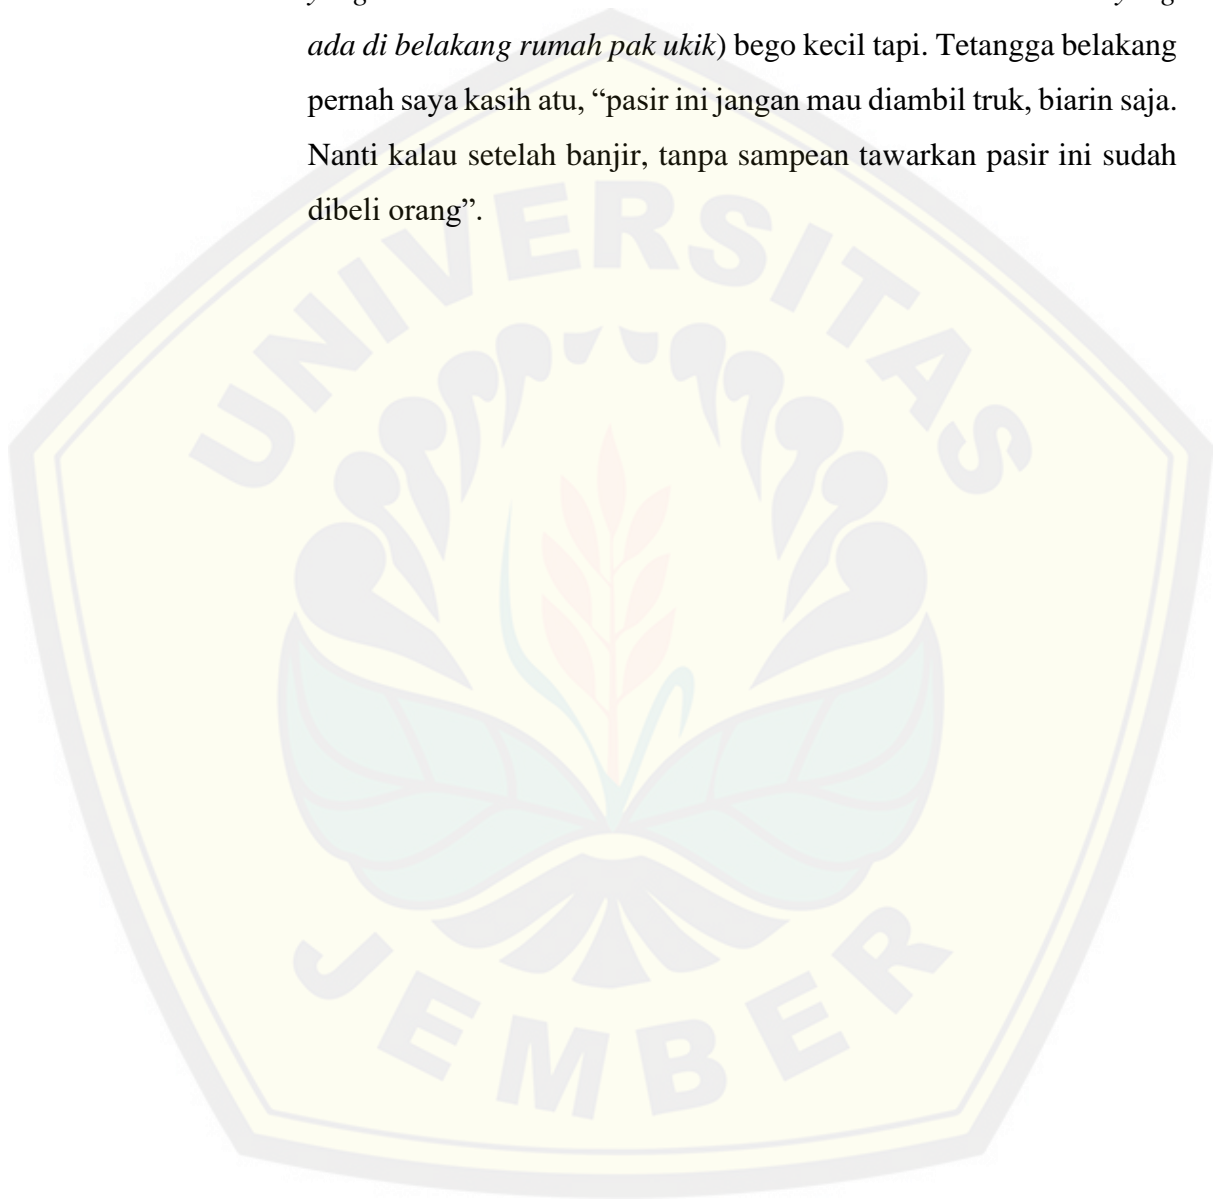 ada di belakang rumah pak ukik) bego kecil tapi. Tetangga belakang
pernah saya kasih atu, “pasir ini jangan mau diambil truk, biarin saja.
Nanti kalau setelah banjir, tanpa sampean tawarkan pasir ini sudah
dibeli orang”.
UNIVERSITAS
JEMBER